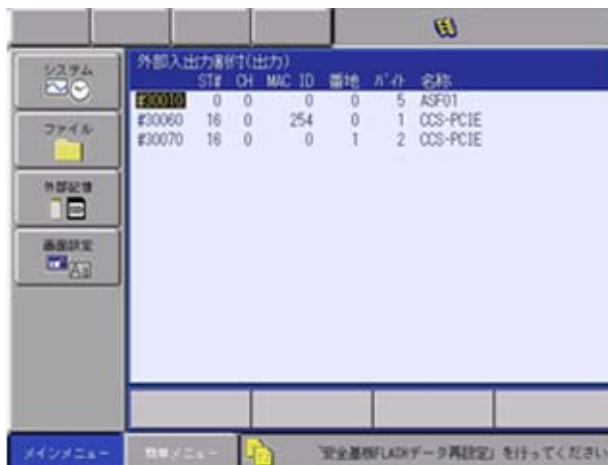 システム
ファイル
外部記憶
画面設定
外部入出力割付(出力)
ST# CH MAC ID 番地 バイト 名称
#30010 0 0 0 0 5 ASF01
#30060 16 0 254 0 1 CCS-PCIE
#30070 16 0 0 1 2 CCS-PCIE
メインメニュー
簡単メニュー
安全基板FLASHデータ再設定」を行ってください